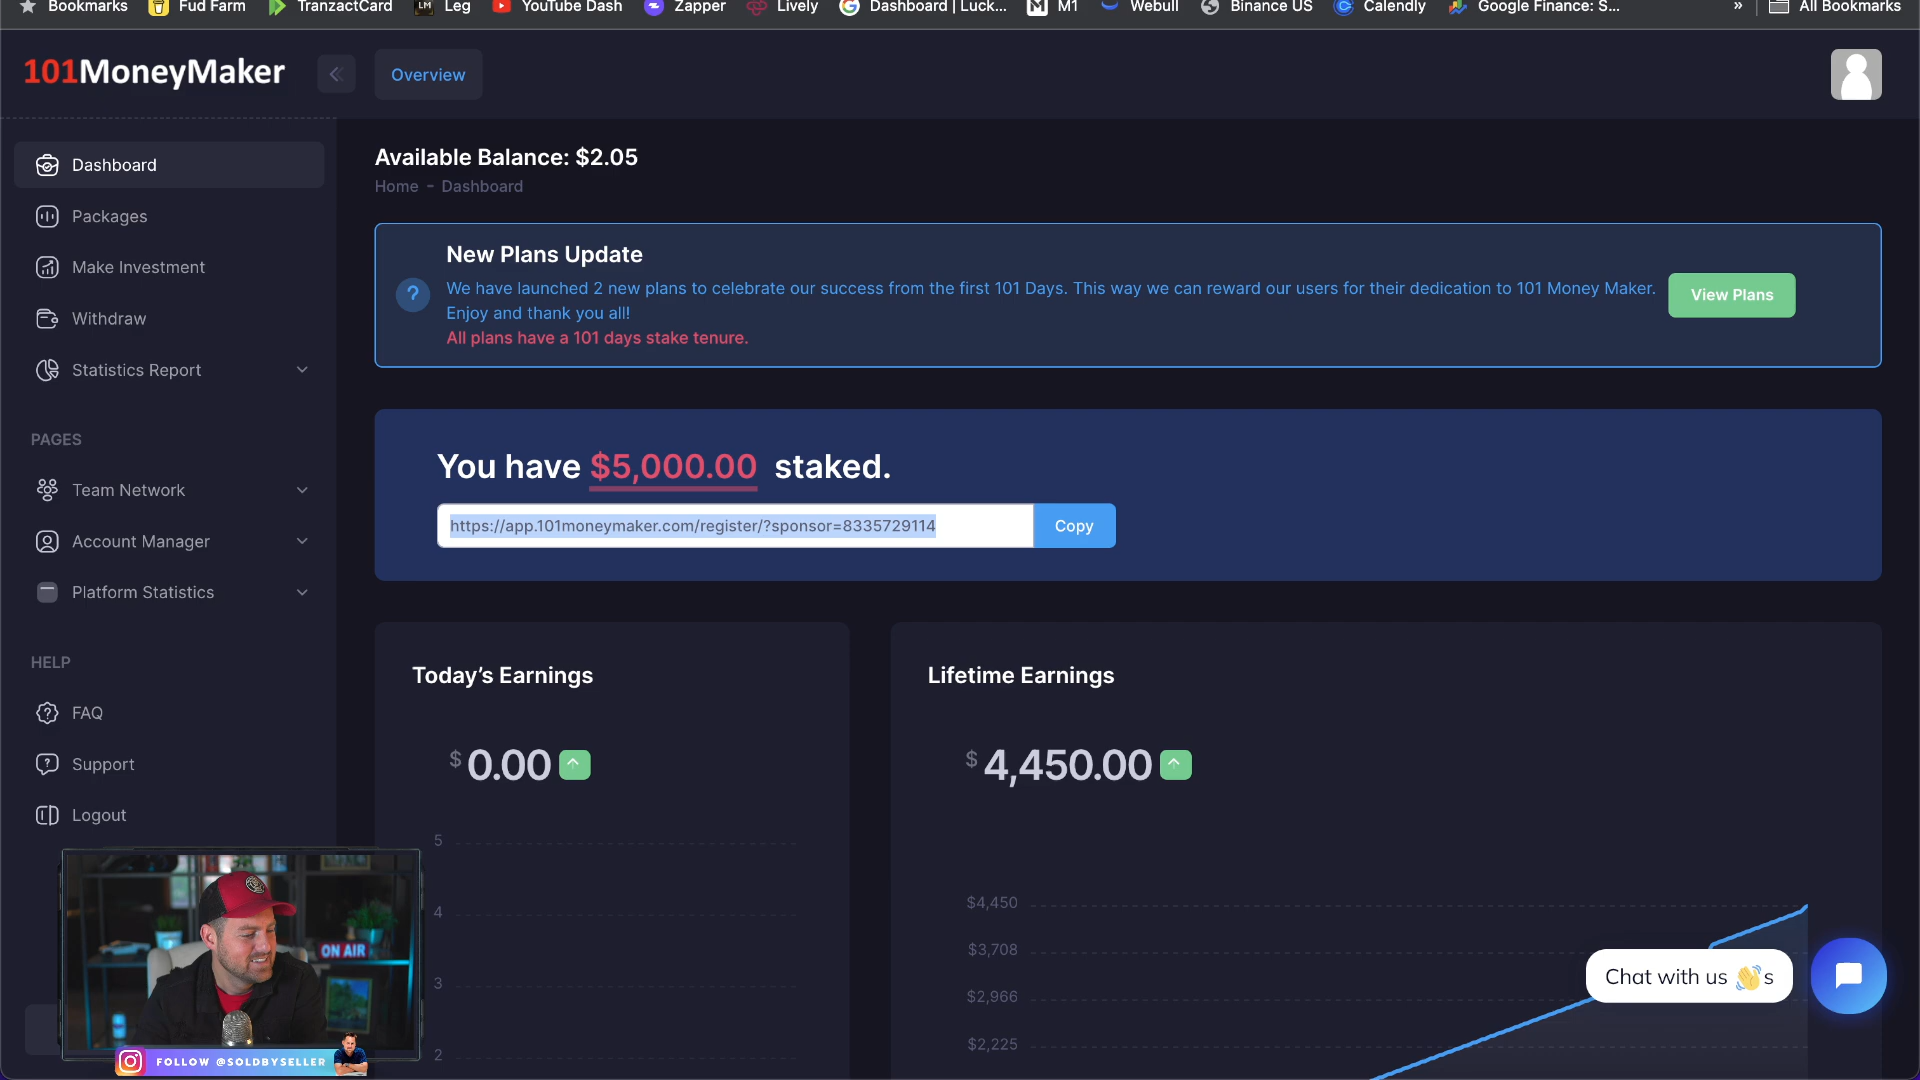 Bookmarks
Fud Farm
TranzactCard
LM
Leg
YouTube Dash
Zapper
Lively
Dashboard | Luck...
M1
Webull
Binance US
Calendly
Google Finance: S...
»
All Bookmarks
101MoneyMaker
Overview
Dashboard
Packages
Make Investment
Withdraw
Statistics Report
PAGES
Team Network
Account Manager
Platform Statistics
HELP
FAQ
Support
Logout
Available Balance: $2.05
Home - Dashboard
New Plans Update
We have launched 2 new plans to celebrate our success from the first 101 Days. This way we can reward our users for their dedication to 101 Money Maker.
Enjoy and thank you all!
All plans have a 101 days stake tenure.
View Plans
You have $5,000.00 staked.
https://app.101moneymaker.com/register/?sponsor=8335729114
Copy
Today's Earnings
$ 0.00
5
4
3
2
Lifetime Earnings
$ 4,450.00
$4,450
$3,708
$2,966
$2,225
Chat with us 👋s
ON AIR
FOLLOW @SOLDBYSELLER